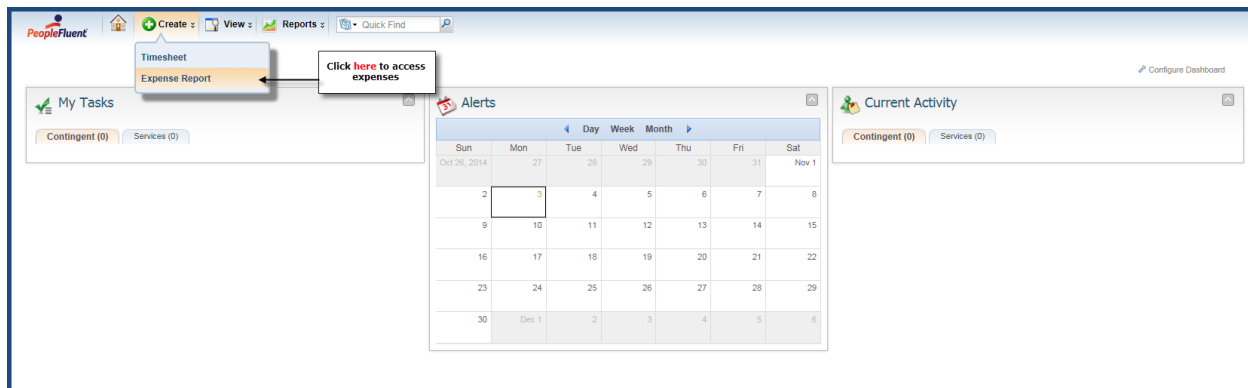 PeopleFluent
Create
View
Reports
Quick Find
Timesheet
Expense Report
Click here to access
expenses
Configure Dashboard
My Tasks
Contingent (0) Services (0)
Alerts
31
Day Week Month
Sun Mon Tue Wed Thu Fri Sat
Oct 26, 2014 27 28 29 30 31 Nov 1
2 3 4 5 6 7 8
9 10 11 12 13 14 15
16 17 18 19 20 21 22
23 24 25 26 27 28 29
30 Dec 1 2 3 4 5 6
Current Activity
Contingent (0) Services (0)